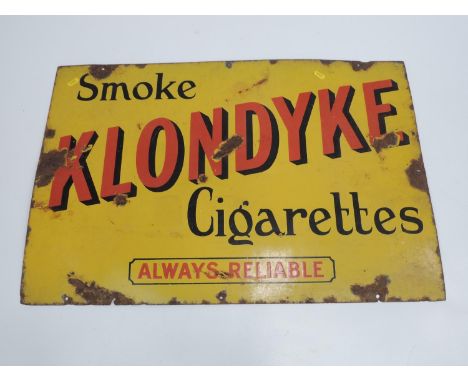 Smoke
KLONDYKE
Cigarettes
ALWAYS RELIABLE